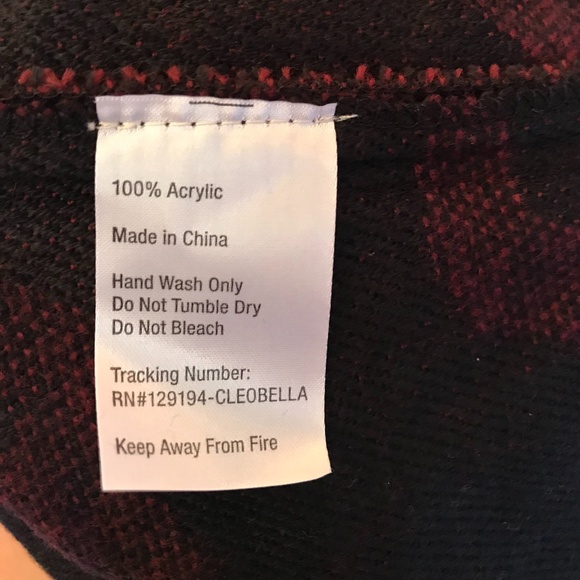 100% Acrylic
Made in China
Hand Wash Only
Do Not Tumble Dry
Do Not Bleach
Tracking Number:
RN#129194-CLEOBELLA
Keep Away From Fire